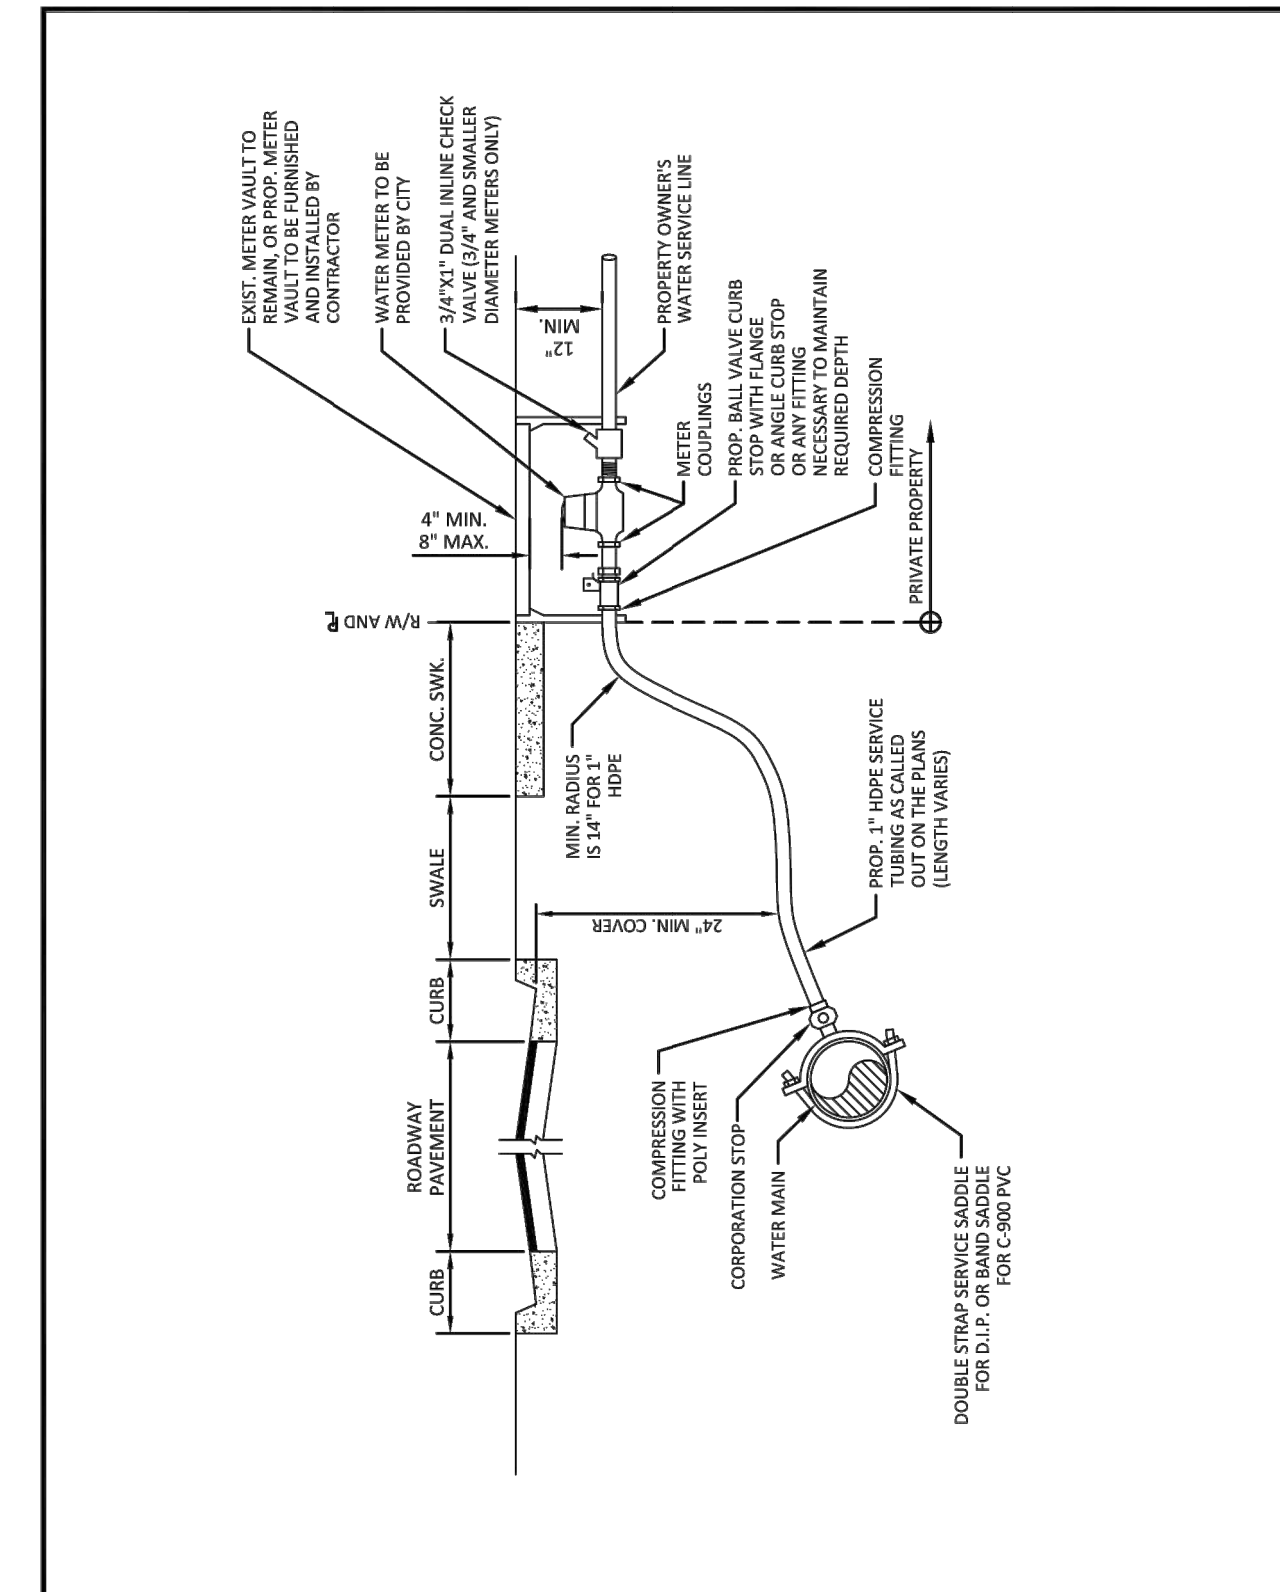 EXIST. METER VAULT TO
REMAIN, OR PROP. METER
VAULT TO BE FURNISHED
AND INSTALLED BY
CONTRACTOR
WATER METER TO BE
PROVIDED BY CITY
3/4"X1" DUAL INLINE CHECK
VALVE (3/4" AND SMALLER
DIAMETER METERS ONLY)
12"
MIN.
PROPERTY OWNER'S
WATER SERVICE LINE
METER
COUPLINGS
PROP. BALL VALVE CURB
STOP WITH FLANGE
OR ANGLE CURB STOP
OR ANY FITTING
NECESSARY TO MAINTAIN
REQUIRED DEPTH
COMPRESSION
FITTING
PRIVATE PROPERTY
4" MIN.
8" MAX.
R/W AND PL
CONC. SWK.
SWALE
CURB
ROADWAY
PAVEMENT
CURB
MIN. RADIUS
IS 14" FOR 1"
HDPE
24" MIN. COVER
PROP. 1" HDPE SERVICE
TUBING AS CALLED
OUT ON THE PLANS
(LENGTH VARIES)
COMPRESSION
FITTING WITH
POLY INSERT
CORPORATION STOP
WATER MAIN
DOUBLE STRAP SERVICE SADDLE
FOR D.I.P. OR BAND SADDLE
FOR C-900 PVC